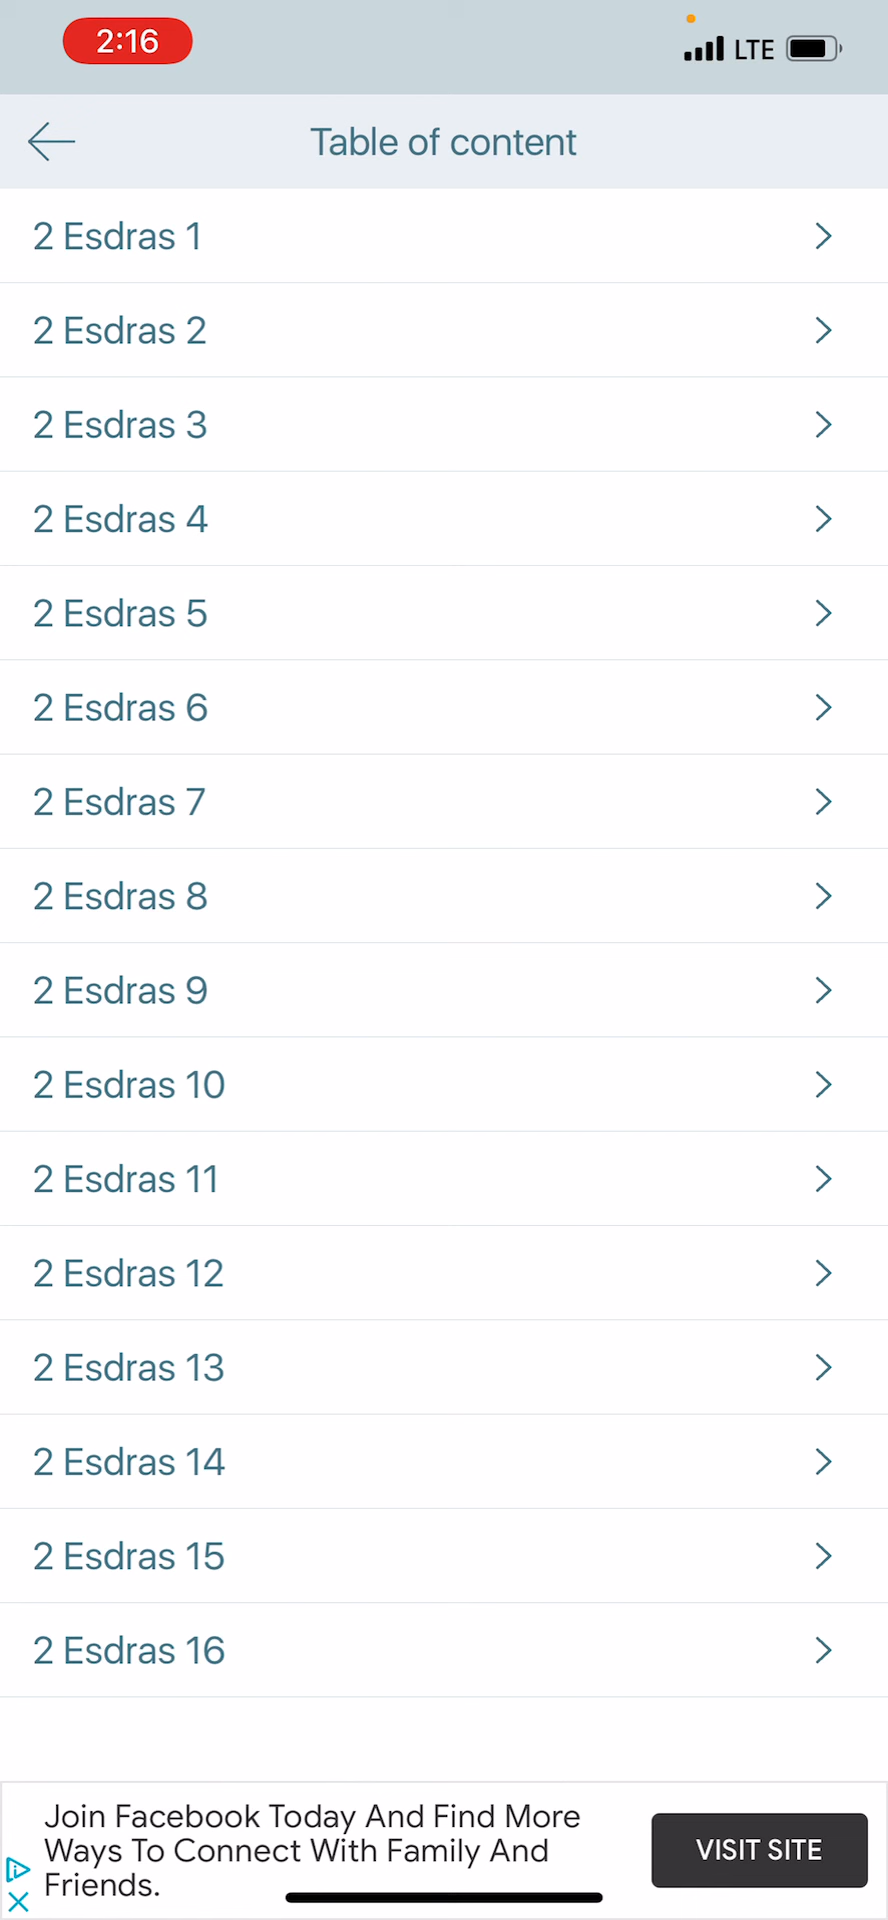 2:16
LTE
Table of content
2 Esdras 1
2 Esdras 2
2 Esdras 3
2 Esdras 4
2 Esdras 5
2 Esdras 6
2 Esdras 7
2 Esdras 8
2 Esdras 9
2 Esdras 10
2 Esdras 11
2 Esdras 12
2 Esdras 13
2 Esdras 14
2 Esdras 15
2 Esdras 16
Join Facebook Today And Find More
Ways To Connect With Family And
Friends.
VISIT SITE